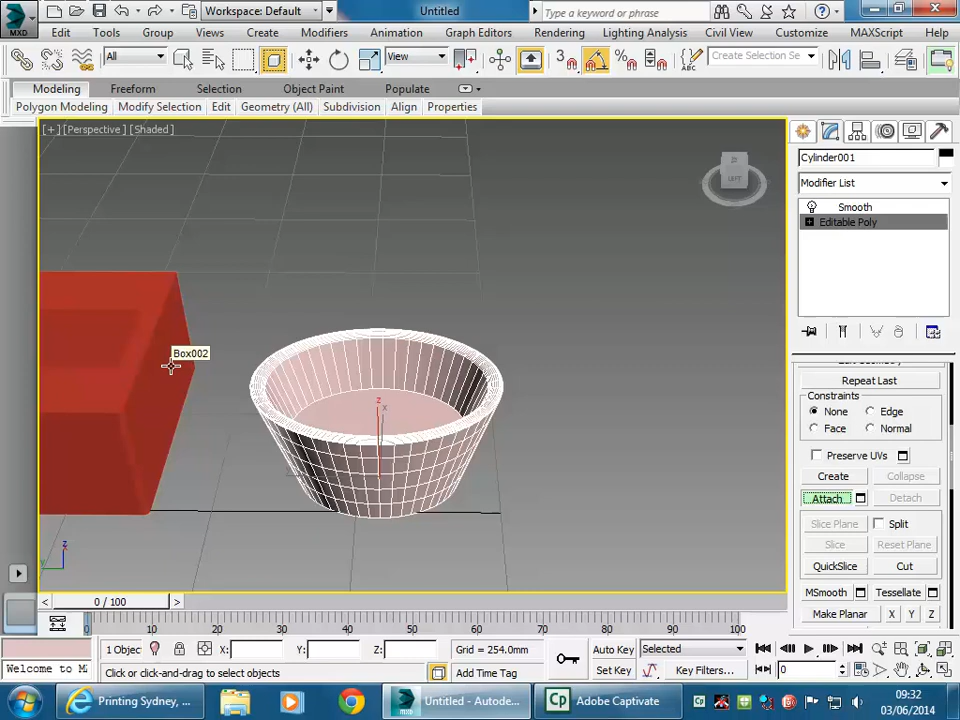 MXD
Workspace: Default
Untitled
Type a keyword or phrase
Edit Tools Group Views Create Modifiers Animation Graph Editors Rendering Lighting Analysis Civil View Customize MAXScript Help
All
View
3
%
ABC
Create Selection Se
Modeling Freeform Selection Object Paint Populate
Polygon Modeling Modify Selection Edit Geometry (All) Subdivision Align Properties
[+] [Perspective] [Shaded]
LEFT
Box002
z
x
z
Cylinder001
Modifier List
Smooth
Editable Poly
Repeat Last
Constraints
None Edge
Face Normal
Preserve UVs
Create Collapse
Attach Detach
Slice Plane Split
Slice Reset Plane
QuickSlice Cut
MSmooth Tessellate
Make Planar X Y Z
< 0 / 100 >
0 10 20 30 40 50 60 70 80 90 100
1 Objec X: Y: Z: Grid = 254.0mm
Auto Key Selected
Welcome to M
Click or click-and-drag to select objects
Add Time Tag
Set Key Key Filters... 0
Printing Sydney, ...
Untitled - Autode...
Adobe Captivate
09:32
03/06/2014